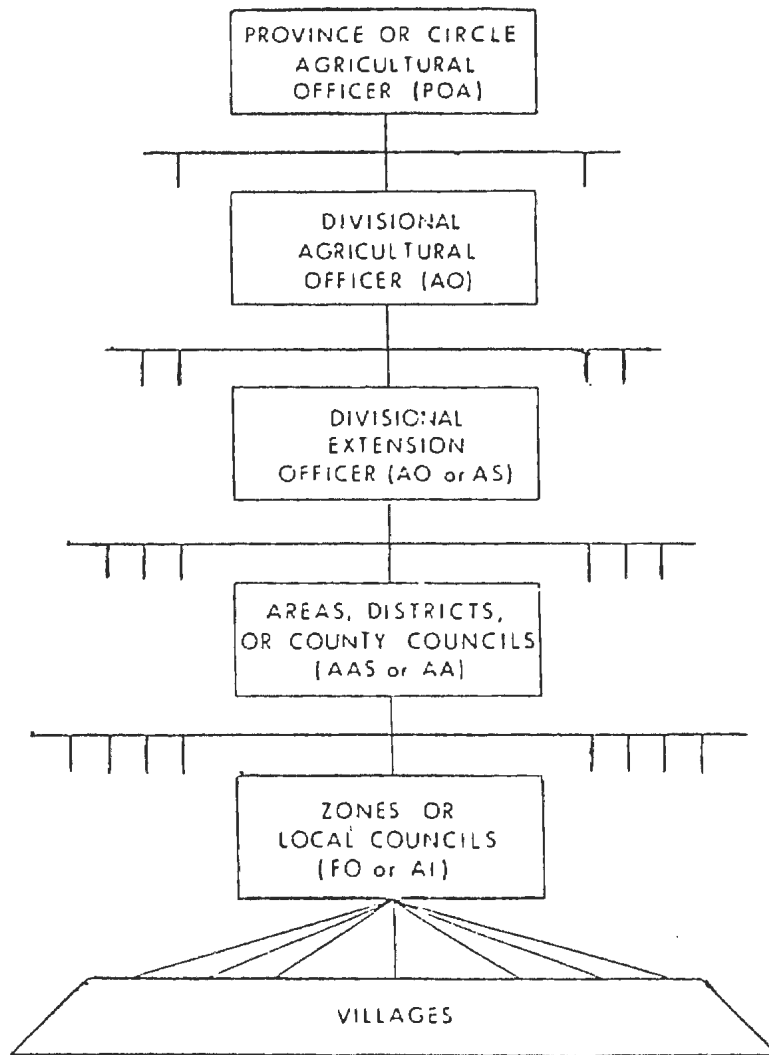 PROVINCE OR CIRCLE
AGRICULTURAL
OFFICER (POA)
DIVISIONAL
AGRICULTURAL
OFFICER (AO)
DIVISIONAL
EXTENSION
OFFICER (AO or AS)
AREAS, DISTRICTS,
OR COUNTY COUNCILS
(AAS or AA)
ZONES OR
LOCAL COUNCILS
(FO or AI)
VILLAGES